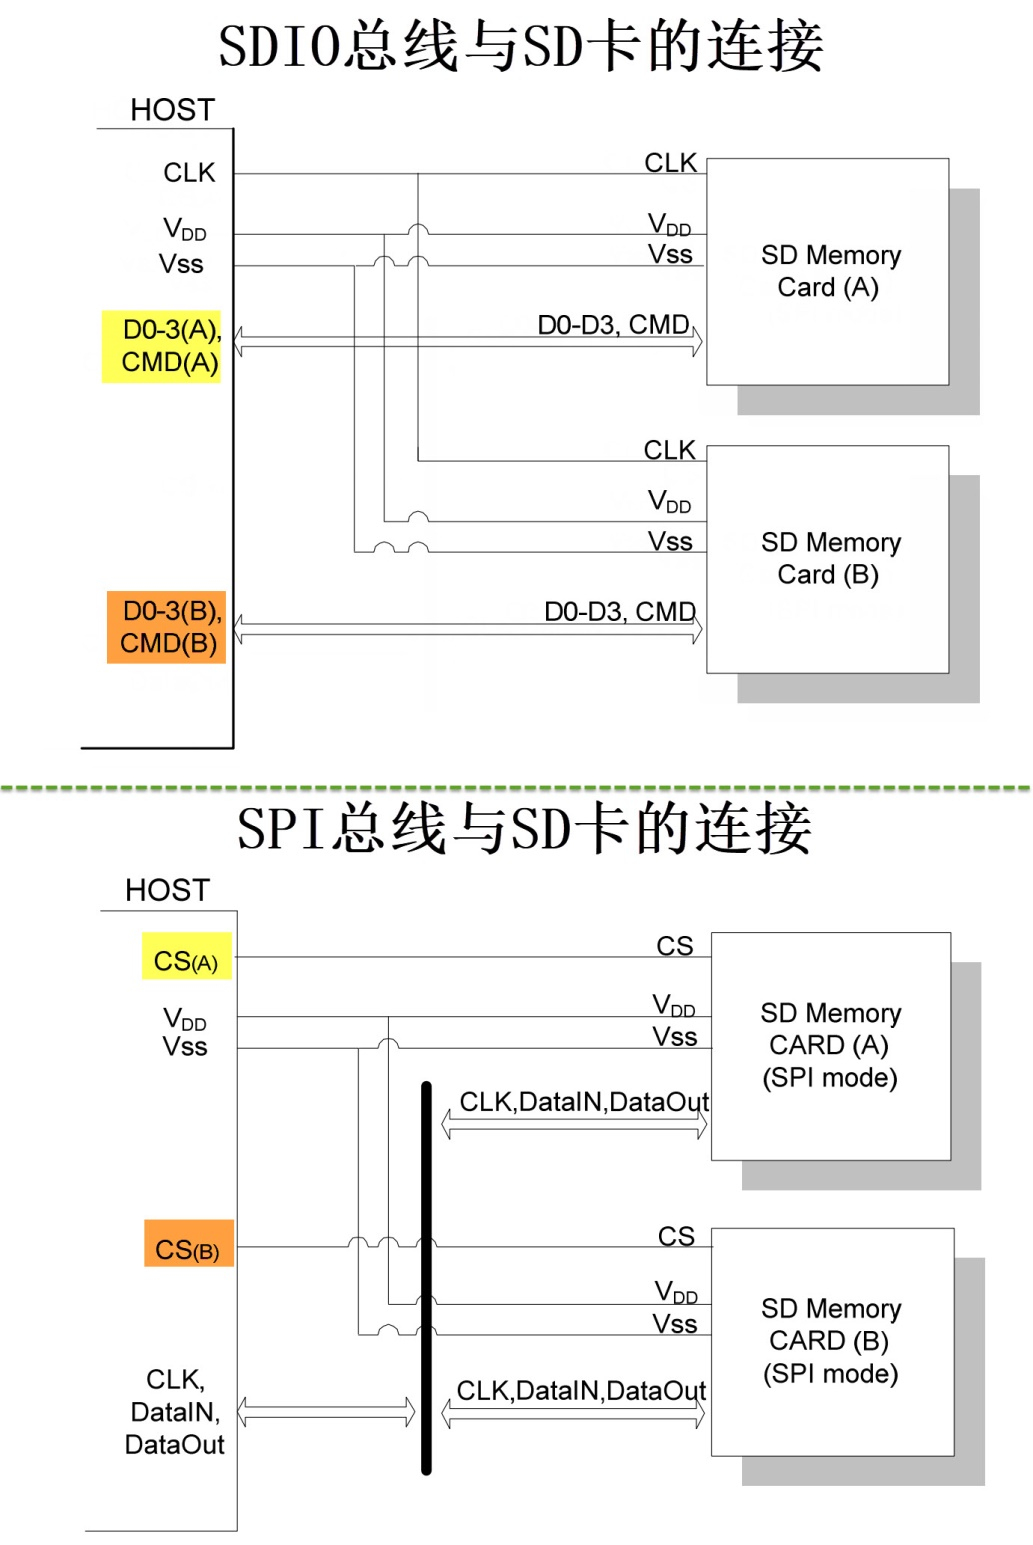 SDIO总线与SD卡的连接
HOST
CLK
CLK
VDD
VDD
Vss
Vss
SD Memory
Card (A)
D0-3(A),
CMD(A)
D0-D3, CMD
CLK
VDD
Vss
SD Memory
Card (B)
D0-3(B),
CMD(B)
D0-D3, CMD
SPI总线与SD卡的连接
HOST
CS(A)
CS
VDD
VDD
Vss
Vss
SD Memory
CARD (A)
(SPI mode)
CLK,DataIN,DataOut
CS(B)
CS
VDD
Vss
SD Memory
CARD (B)
(SPI mode)
CLK,
DataIN,
DataOut
CLK,DataIN,DataOut